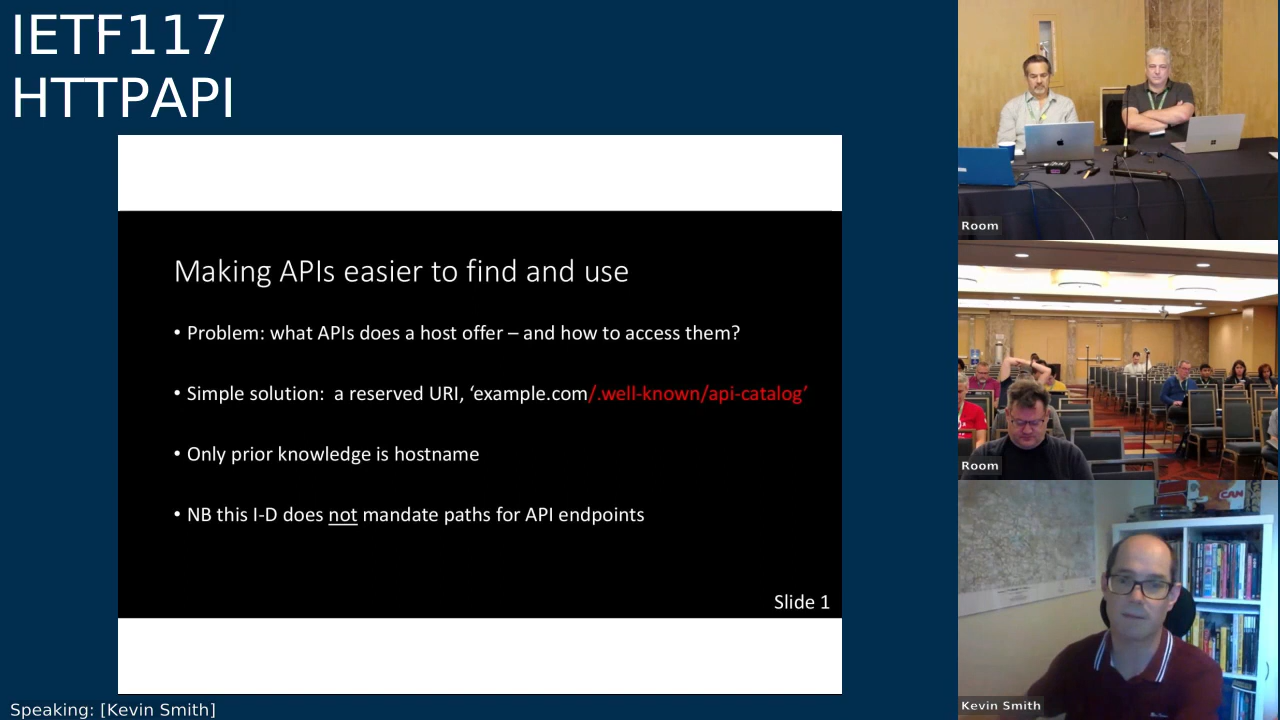 IETF117
HTTPAPI
Making APIs easier to find and use
• Problem: what APIs does a host offer – and how to access them?
• Simple solution:  a reserved URI, ‘example.com/.well-known/api-catalog’
• Only prior knowledge is hostname
• NB this I-D does not mandate paths for API endpoints
Slide 1
Speaking: [Kevin Smith]
Room
Room
CAN
Kevin Smith